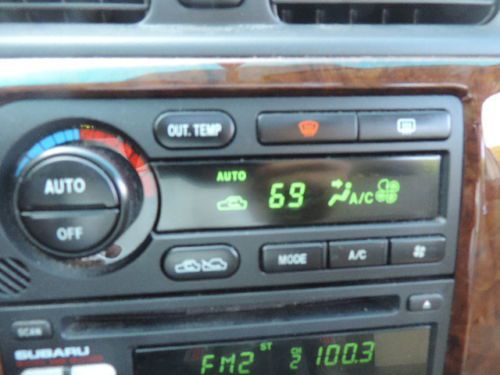 OUT. TEMP
AUTO
OFF
AUTO
69
A/C
MODE
A/C
SCAN
SUBARU
FM2 ST 100.3